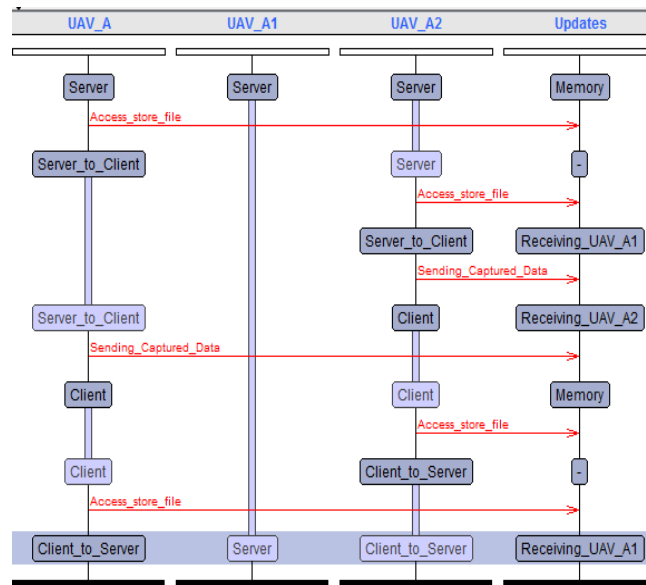 UAV_A UAV_A1 UAV_A2 Updates
Server Server Server Memory
Access_store_file
Server_to_Client Server -
Access_store_file
Server_to_Client Receiving_UAV_A1
Sending_Captured_Data
Server_to_Client Client Receiving_UAV_A2
Sending_Captured_Data
Client Client Memory
Access_store_file
Client Client_to_Server -
Access_store_file
Client_to_Server Server Client_to_Server Receiving_UAV_A1